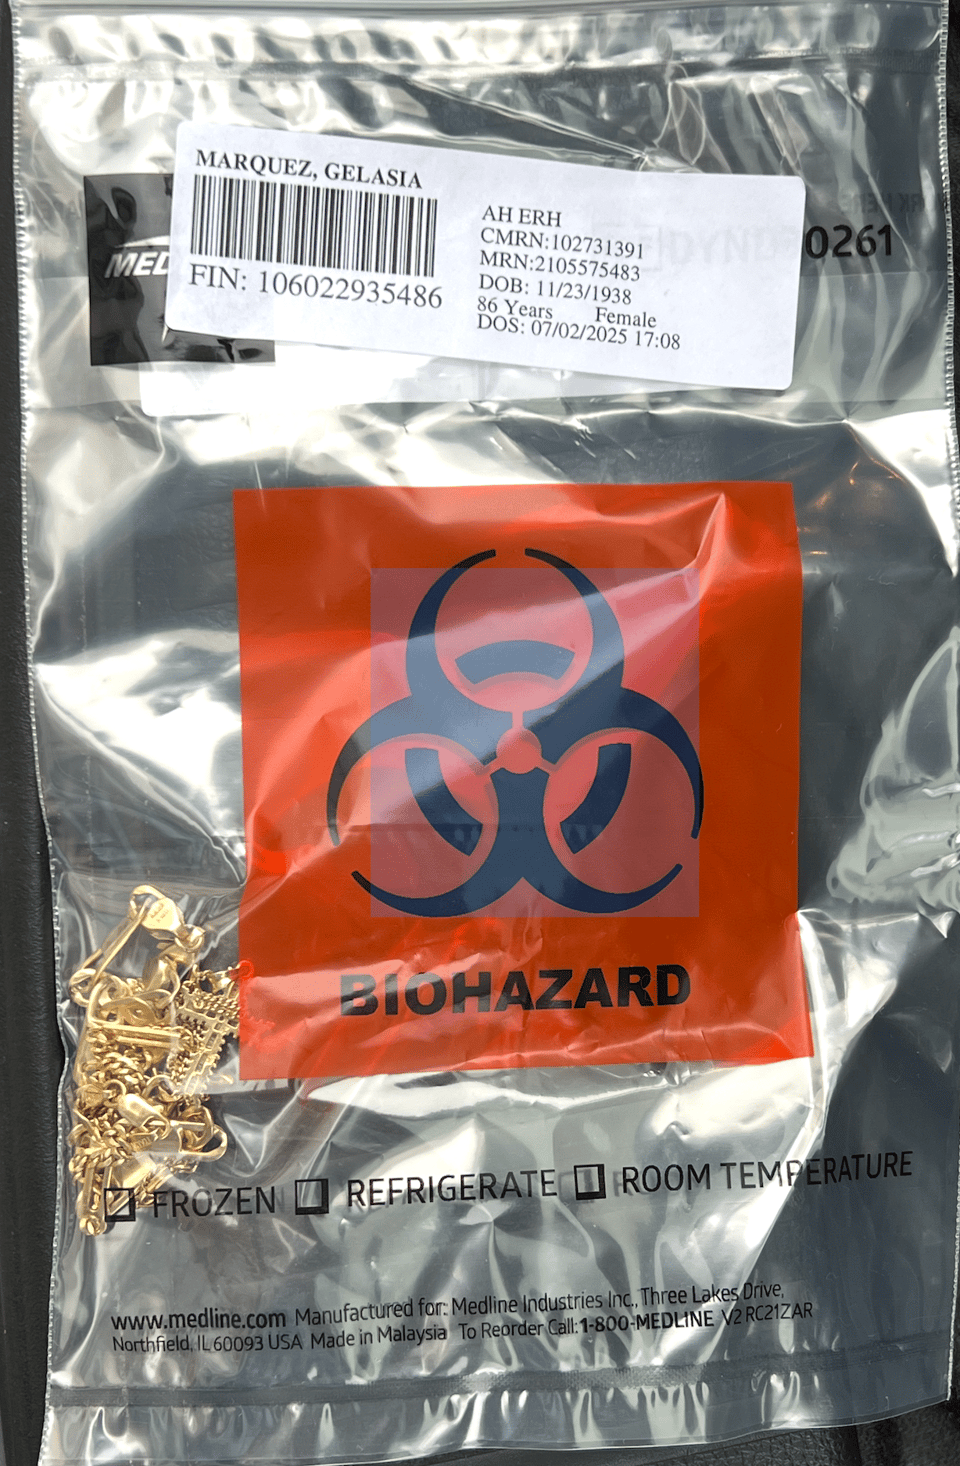 MARQUEZ, GELASIA
FIN: 106022935486
AH ERH
CMRN:102731391
MRN:2105575483
DOB: 11/23/1938
86 Years Female
DOS: 07/02/2025 17:08
MED
0261
BIOHAZARD
FROZEN REFRIGERATE ROOM TEMPERATURE
www.medline.com Manufactured for: Medline Industries Inc., Three Lakes Drive,
Northfield, IL 60093 USA Made in Malaysia To Reorder Call:1-800-MEDLINE V2 RC21ZAR